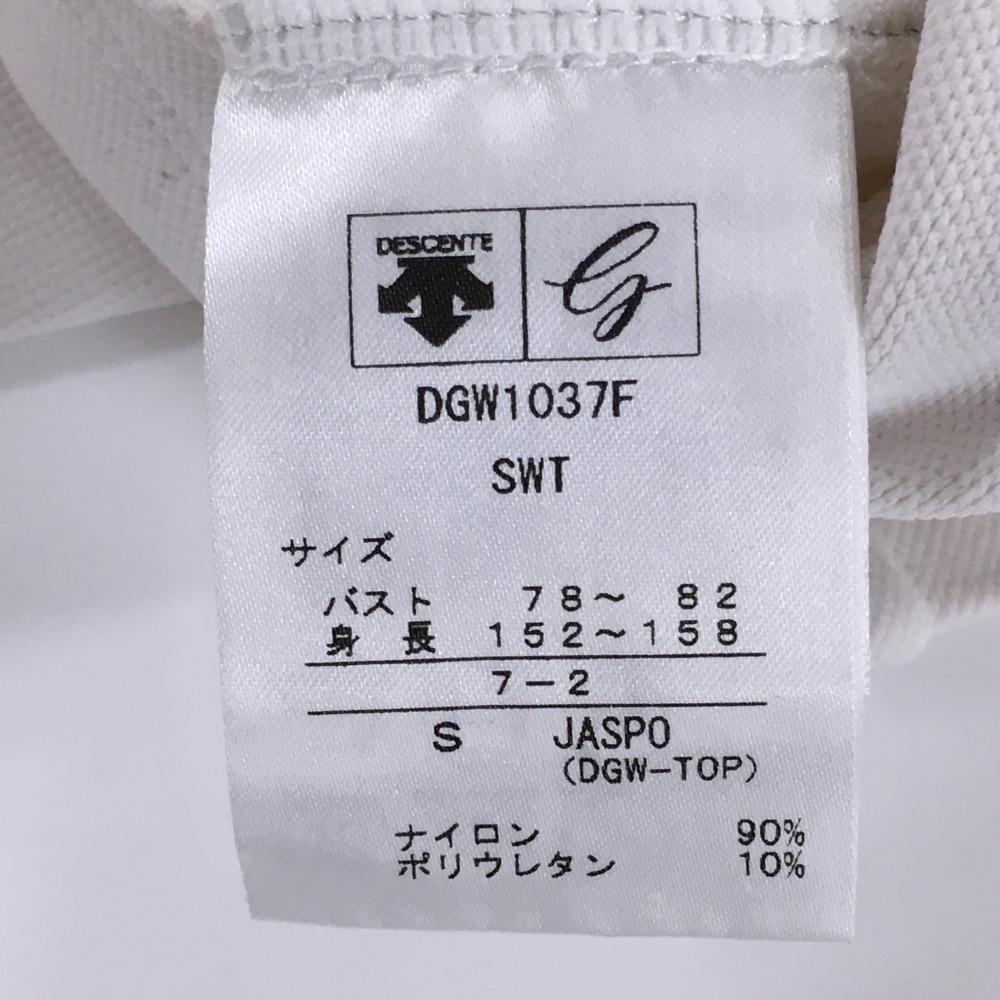 DESCENTE G
DGW1037F
SWT
サイズ
バスト 78～ 82
身 長 152～158
7－2
S JASPO
(DGW-TOP)
ナイロン 90%
ポリウレタン 10%